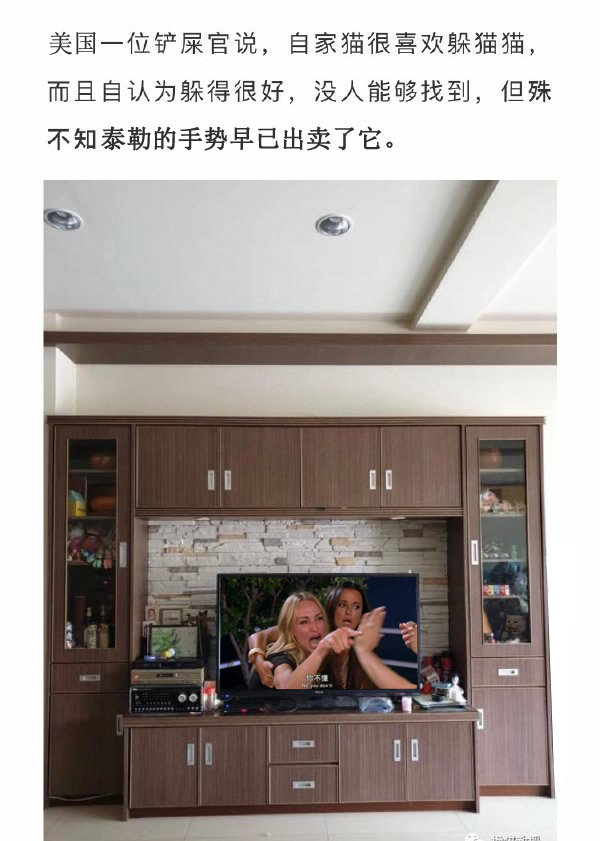 美国一位铲屎官说，自家猫很喜欢躲猫猫，
而且自认为躲得很好，没人能够找到，但殊
不知泰勒的手势早已出卖了它。
你不懂
No, you don't!